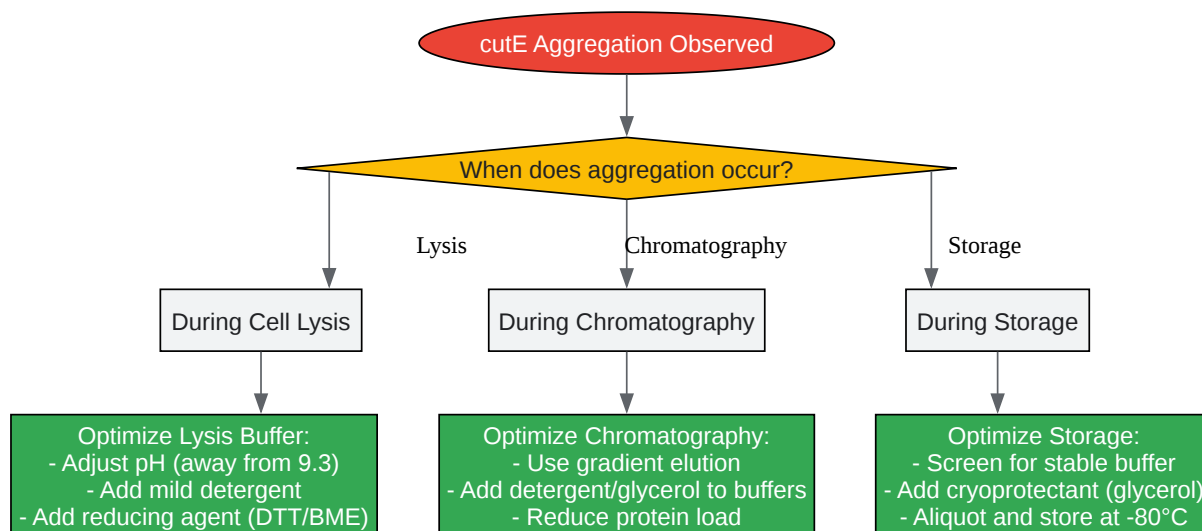 cutE Aggregation Observed
When does aggregation occur?
Lysis
Chromatography
Storage
During Cell Lysis
During Chromatography
During Storage
Optimize Lysis Buffer:
- Adjust pH (away from 9.3)
- Add mild detergent
- Add reducing agent (DTT/BME)
Optimize Chromatography:
- Use gradient elution
- Add detergent/glycerol to buffers
- Reduce protein load
Optimize Storage:
- Screen for stable buffer
- Add cryoprotectant (glycerol)
- Aliquot and store at -80°C